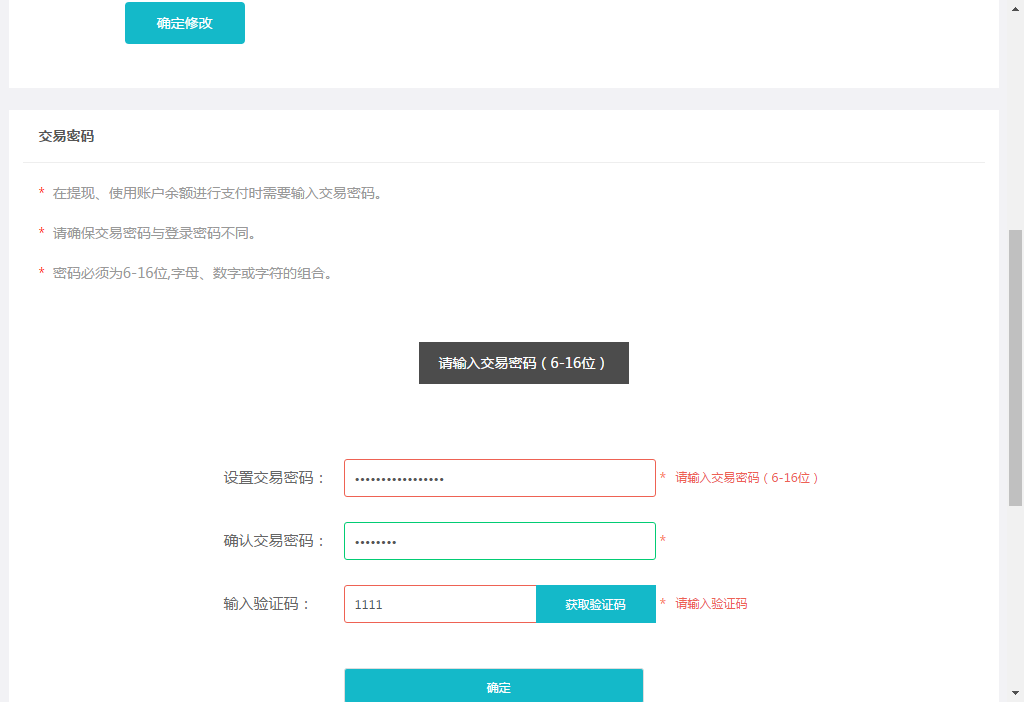 确定修改
交易密码
* 在提现、使用账户余额进行支付时需要输入交易密码。
* 请确保交易密码与登录密码不同。
* 密码必须为6-16位,字母、数字或字符的组合。
请输入交易密码（6-16位）
设置交易密码： ••••••••••••••••• * 请输入交易密码（6-16位）
确认交易密码： •••••••• *
输入验证码： 1111 获取验证码 * 请输入验证码
确定